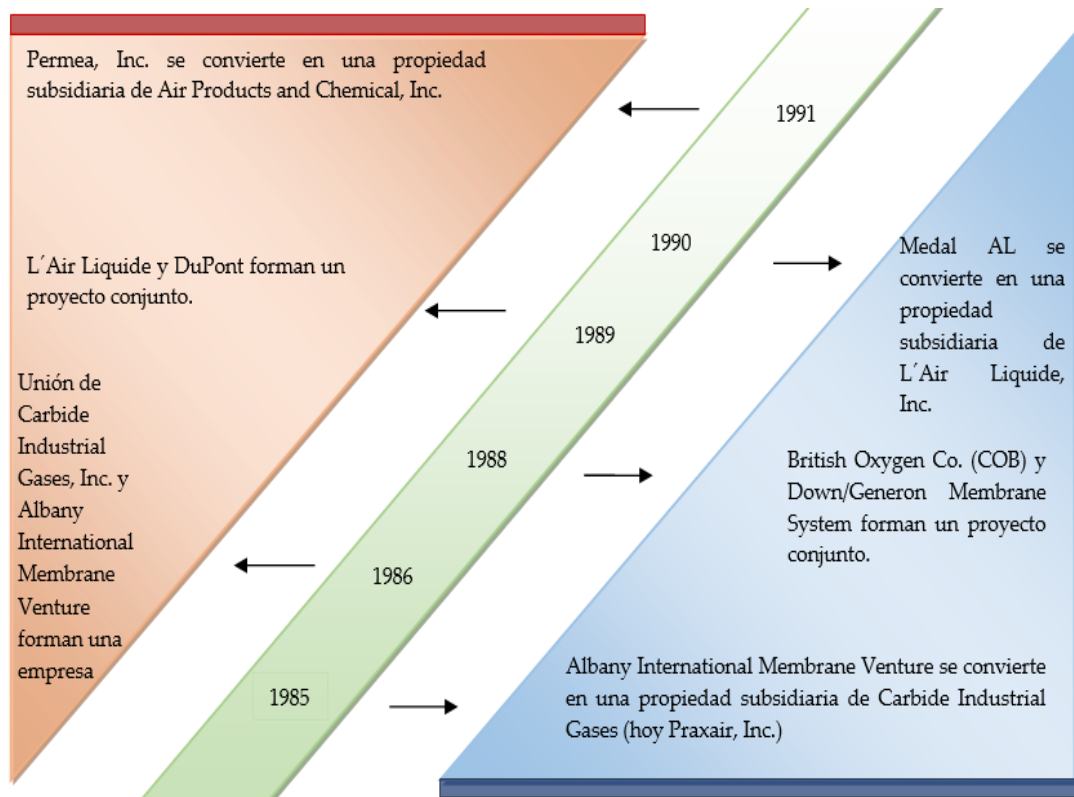 Permea, Inc. se convierte en una propiedad
subsidiaria de Air Products and Chemical, Inc.
1991
1990
Medal AL se
convierte en una
propiedad
subsidiaria de
L´Air Liquide,
Inc.
L´Air Liquide y DuPont forman un
proyecto conjunto.
1989
Unión de
Carbide
Industrial
Gases, Inc. y
Albany
International
Membrane
Venture
forman una
empresa
1988
British Oxygen Co. (COB) y
Down/Generon Membrane
System forman un proyecto
conjunto.
1986
1985
Albany International Membrane Venture se convierte
en una propiedad subsidiaria de Carbide Industrial
Gases (hoy Praxair, Inc.)